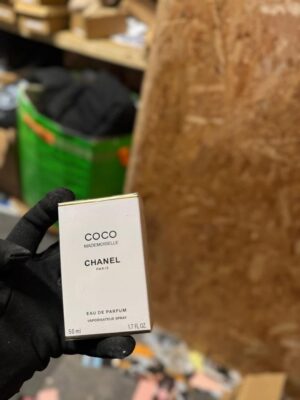 COCO
MADEMOISELLE
CHANEL
PARIS
EAU DE PARFUM
VAPORISATEUR SPRAY
50 ml 1.7 FL. OZ.